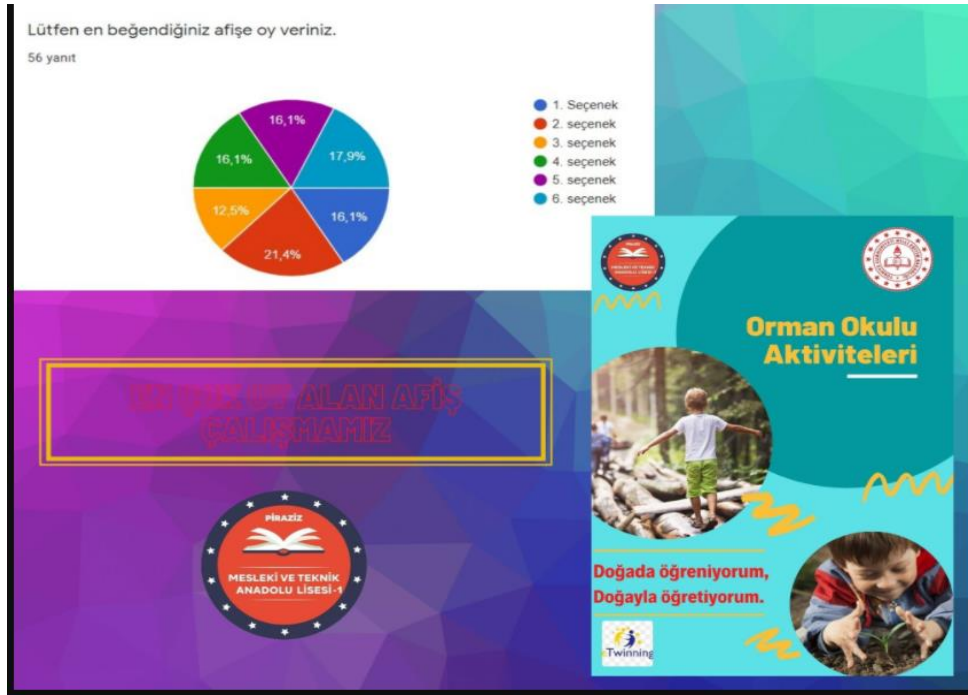 Lütfen en beğendiğiniz afişe oy veriniz.
56 yanıt
16,1%
17,9%
16,1%
21,4%
12,5%
16,1%
1. Seçenek
2. seçenek
3. seçenek
4. seçenek
5. seçenek
6. seçenek
EN ÇOK OY ALAN AFİŞ
ÇALIŞMAMIZ
PİRAZİZ
MESLEKİ VE TEKNİK
ANADOLU LİSESİ-1
Orman Okulu
Aktiviteleri
Doğada öğreniyorum,
Doğayla öğretiyorum.
eTwinning